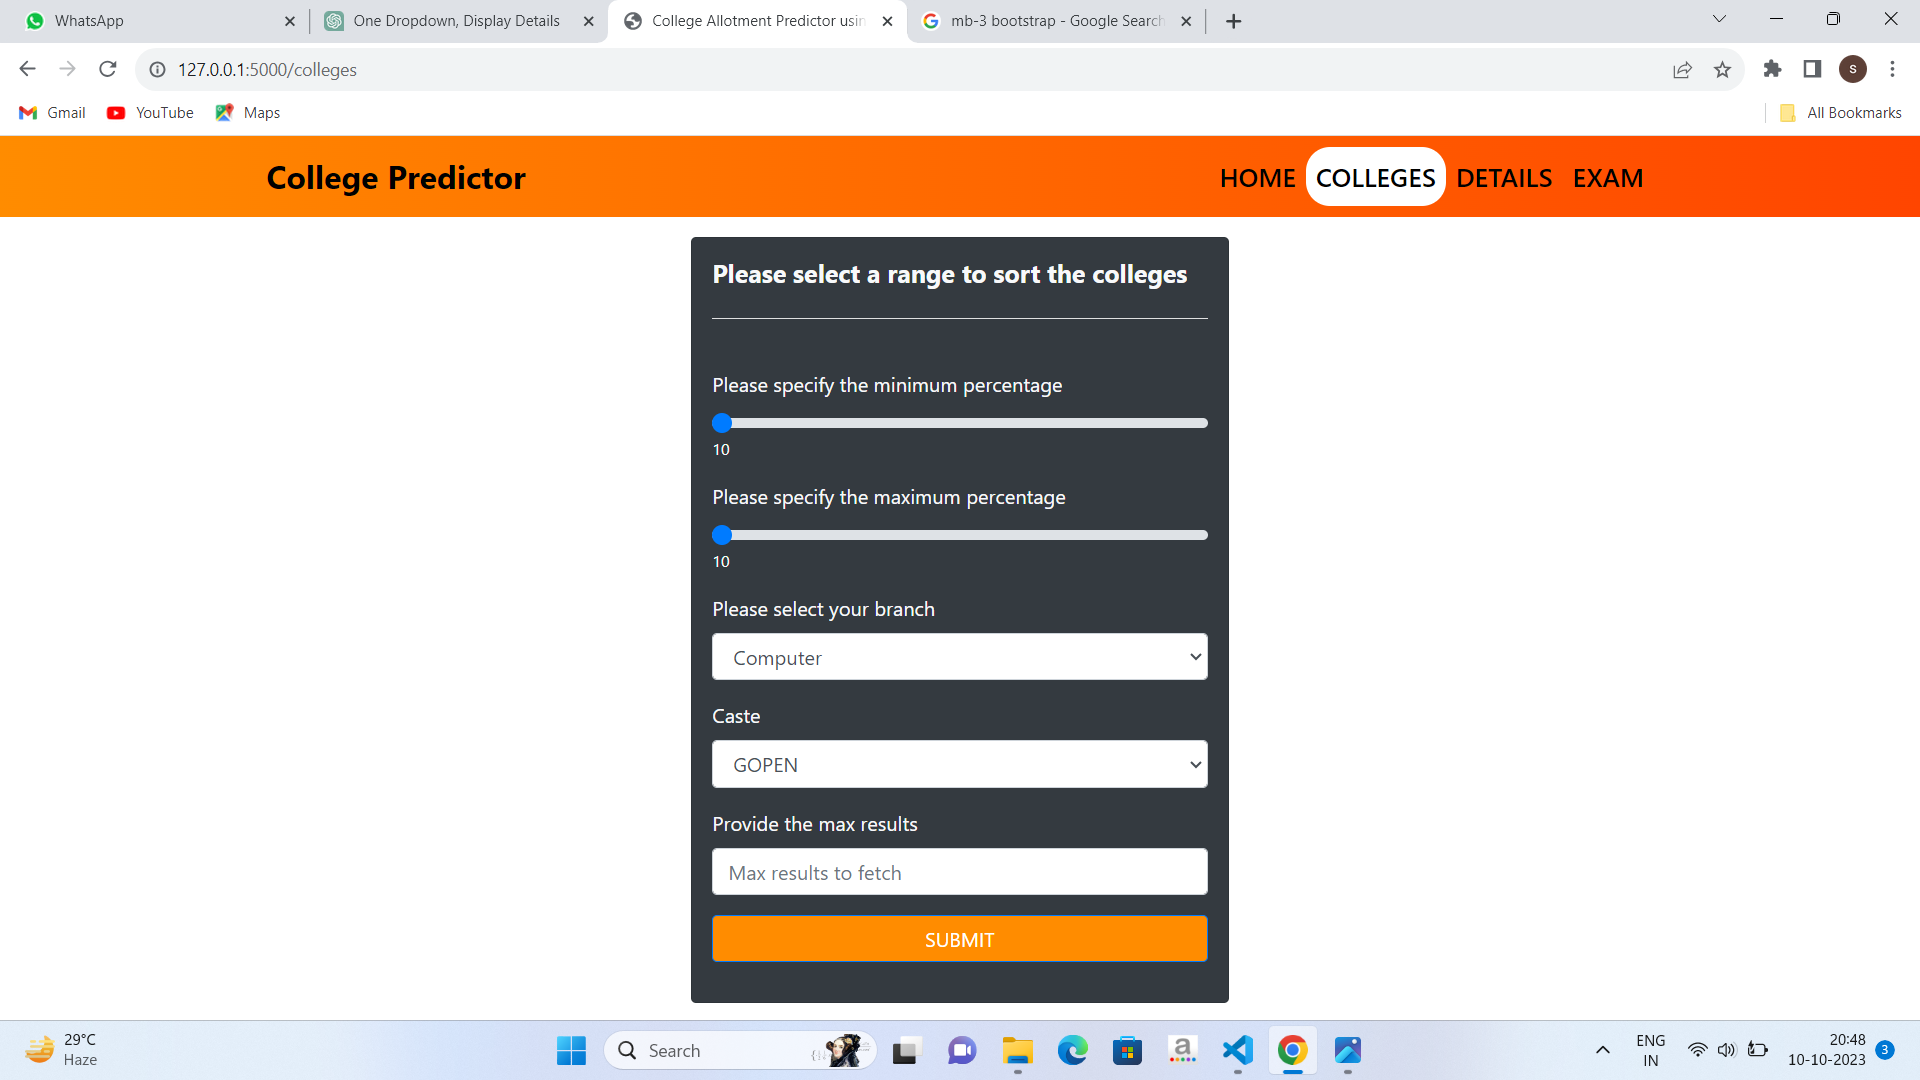 WhatsApp
One Dropdown, Display Details
College Allotment Predictor usin
mb-3 bootstrap - Google Search
127.0.0.1:5000/colleges
S
Gmail
YouTube
Maps
All Bookmarks
College Predictor
HOME
COLLEGES
DETAILS
EXAM
Please select a range to sort the colleges
Please specify the minimum percentage
10
Please specify the maximum percentage
10
Please select your branch
Computer
Caste
GOPEN
Provide the max results
Max results to fetch
SUBMIT
29°C
Haze
Search
a
ENG
IN
20:48
10-10-2023
3